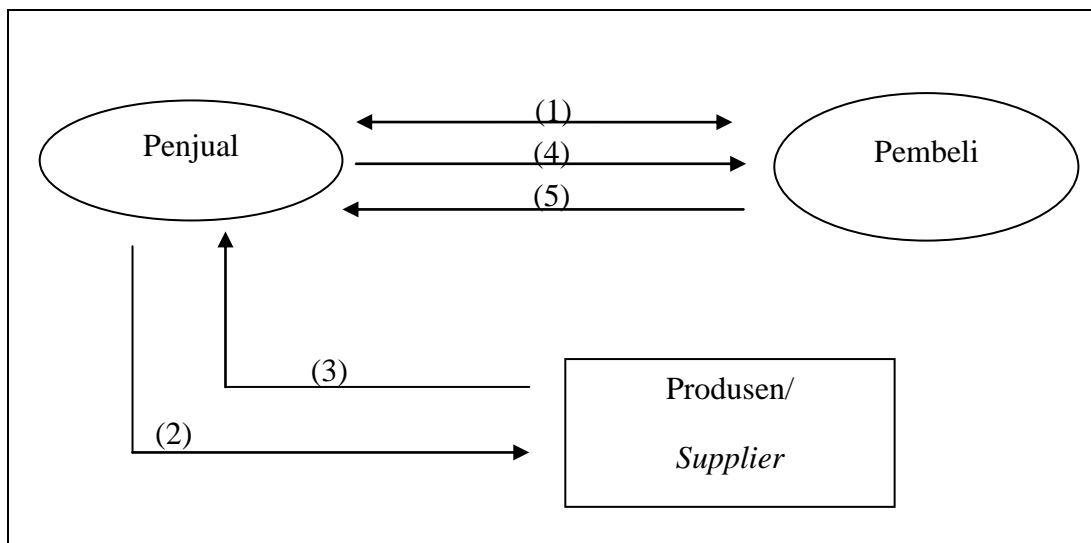 (1)
Penjual
(4)
Pembeli
(5)
(3)
Produsen/
(2)
Supplier